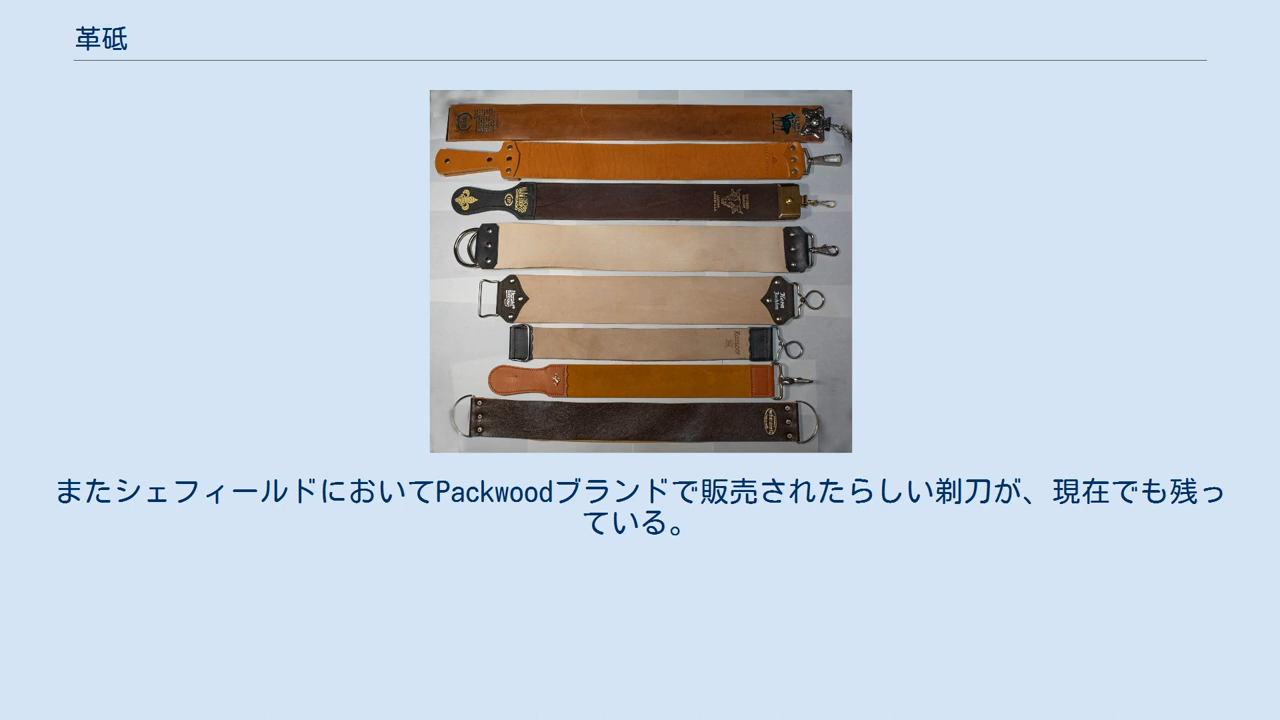 革砥
またシェフィールドにおいてPackwoodブランドで販売されたらしい剃刀が、現在でも残っ
ている。